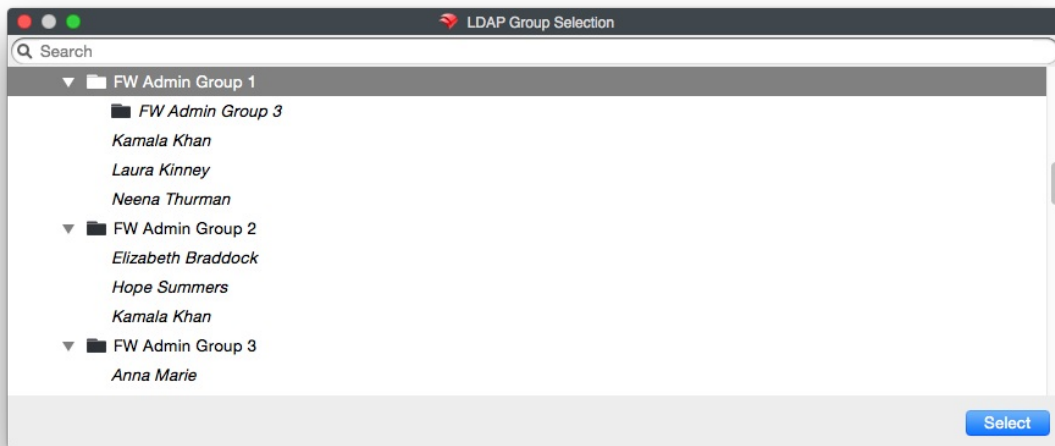 LDAP Group Selection
Search
FW Admin Group 1
FW Admin Group 3
Kamala Khan
Laura Kinney
Neena Thurman
FW Admin Group 2
Elizabeth Braddock
Hope Summers
Kamala Khan
FW Admin Group 3
Anna Marie
Select